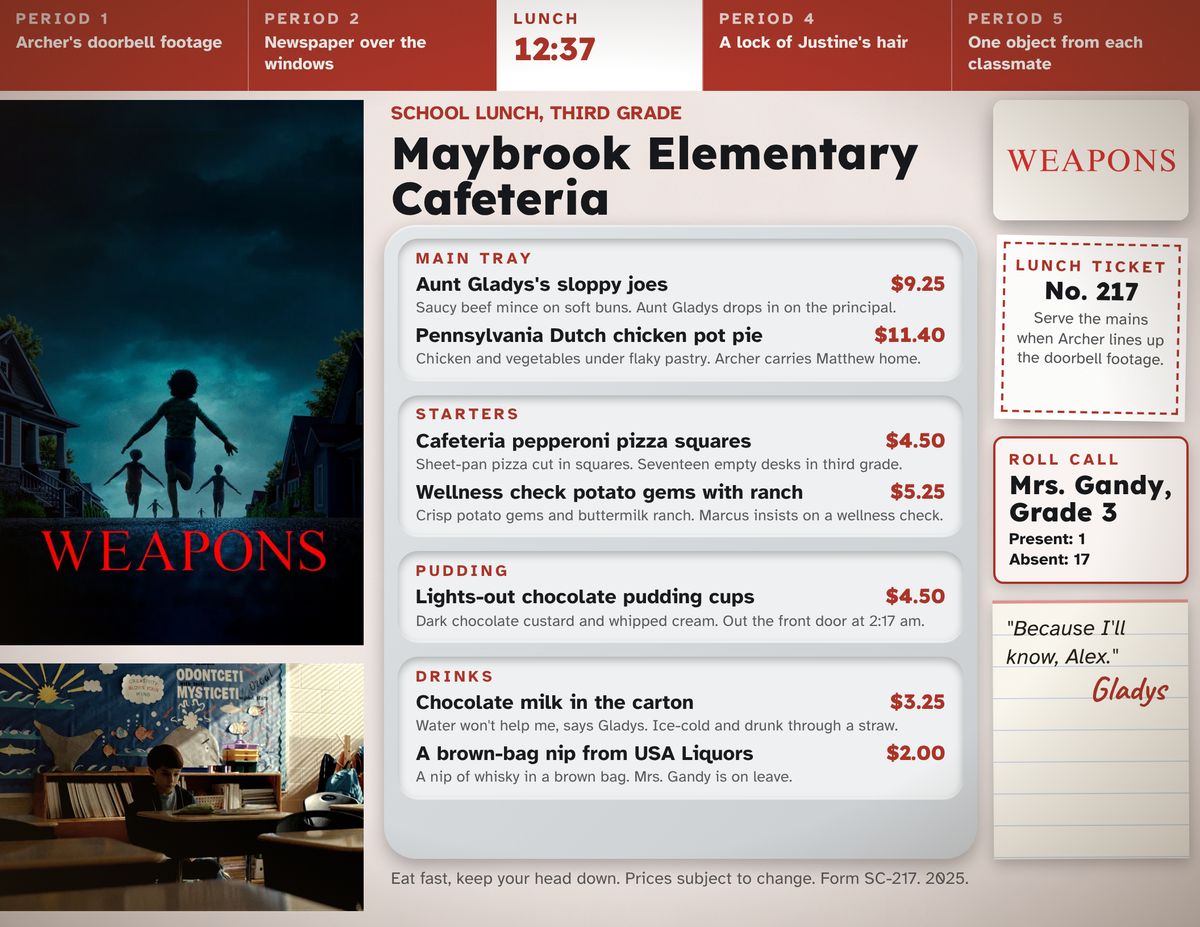 PERIOD 1
Archer's doorbell footage
PERIOD 2
Newspaper over the
windows
LUNCH
12:37
PERIOD 4
A lock of Justine's hair
PERIOD 5
One object from each
classmate
WEAPONS
ODONTCETI
MYSTICETI
SCHOOL LUNCH, THIRD GRADE
Maybrook Elementary
Cafeteria
MAIN TRAY
Aunt Gladys's sloppy joes $9.25
Saucy beef mince on soft buns. Aunt Gladys drops in on the principal.
Pennsylvania Dutch chicken pot pie $11.40
Chicken and vegetables under flaky pastry. Archer carries Matthew home.
STARTERS
Cafeteria pepperoni pizza squares $4.50
Sheet-pan pizza cut in squares. Seventeen empty desks in third grade.
Wellness check potato gems with ranch $5.25
Crisp potato gems and buttermilk ranch. Marcus insists on a wellness check.
PUDDING
Lights-out chocolate pudding cups $4.50
Dark chocolate custard and whipped cream. Out the front door at 2:17 am.
DRINKS
Chocolate milk in the carton $3.25
Water won't help me, says Gladys. Ice-cold and drunk through a straw.
A brown-bag nip from USA Liquors $2.00
A nip of whisky in a brown bag. Mrs. Gandy is on leave.
Eat fast, keep your head down. Prices subject to change. Form SC-217. 2025.
WEAPONS
LUNCH TICKET
No. 217
Serve the mains
when Archer lines up
the doorbell footage.
ROLL CALL
Mrs. Gandy,
Grade 3
Present: 1
Absent: 17
"Because I'll
know, Alex."
Gladys